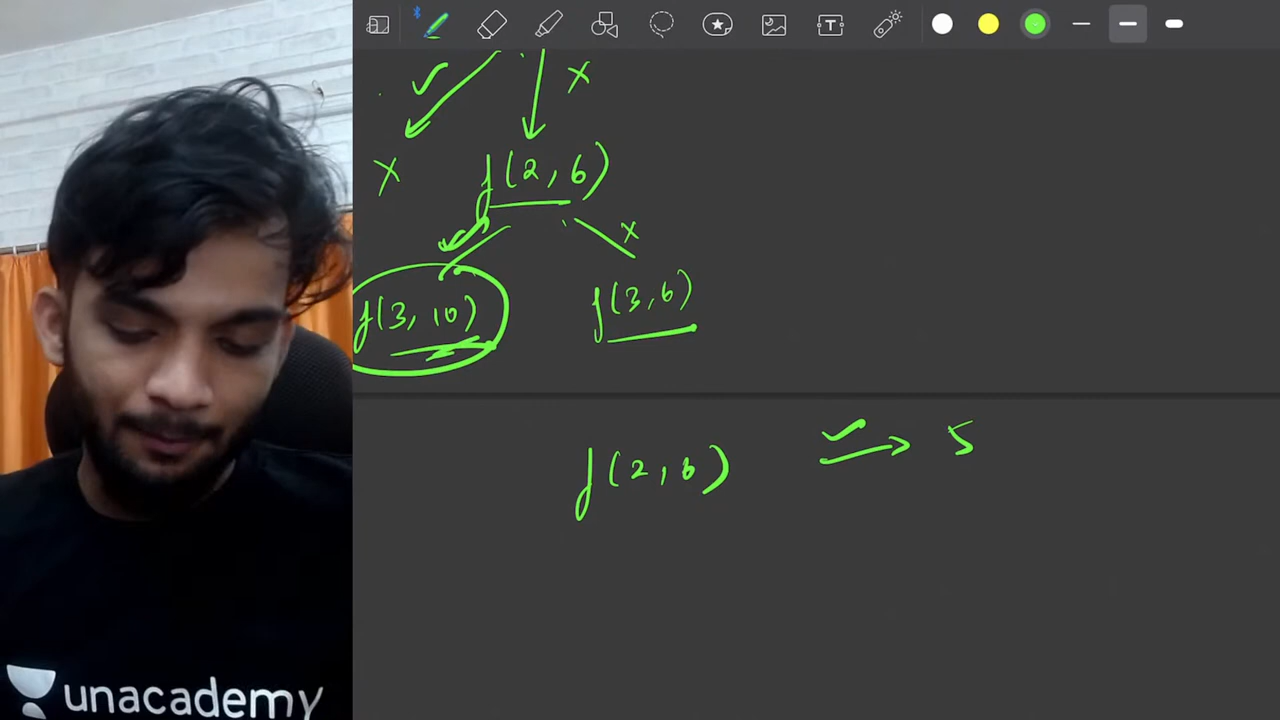 ✓ X
X f(2, 6)
✓ X
f(3, 10) f(3, 6)
f(2, 6) ✓ → 5
unacademy